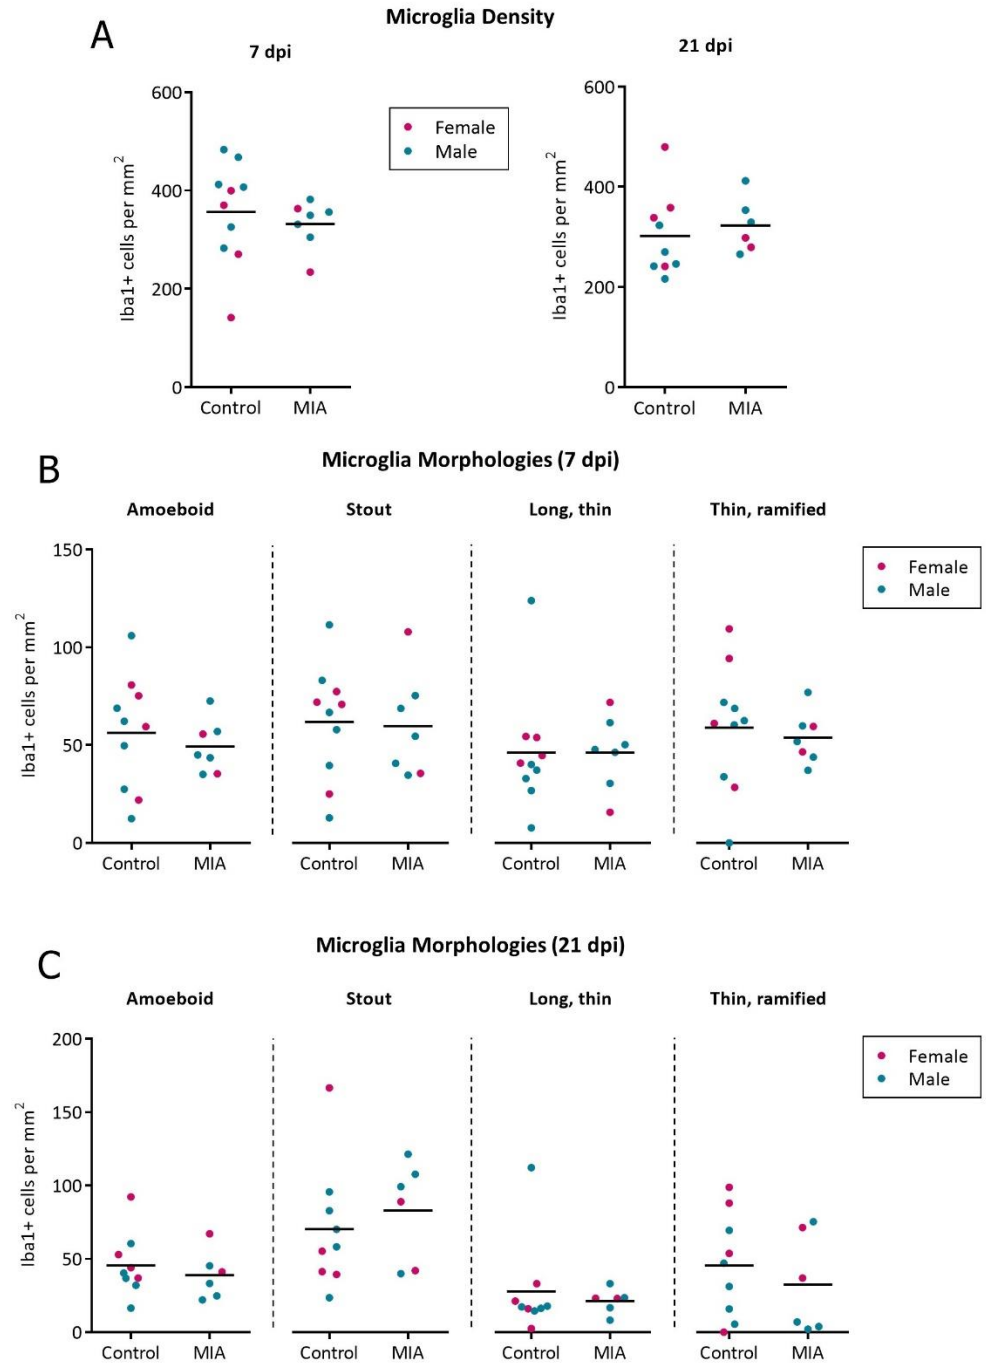 A
Microglia Density
7 dpi
21 dpi
Female
Male
Iba1+ cells per mm²
600
400
200
0
Control MIA
Iba1+ cells per mm²
600
400
200
0
Control MIA
B
Microglia Morphologies (7 dpi)
Amoeboid Stout Long, thin Thin, ramified
Female
Male
Iba1+ cells per mm²
150
100
50
0
Control MIA Control MIA Control MIA Control MIA
C
Microglia Morphologies (21 dpi)
Amoeboid Stout Long, thin Thin, ramified
Female
Male
Iba1+ cells per mm²
200
150
100
50
0
Control MIA Control MIA Control MIA Control MIA